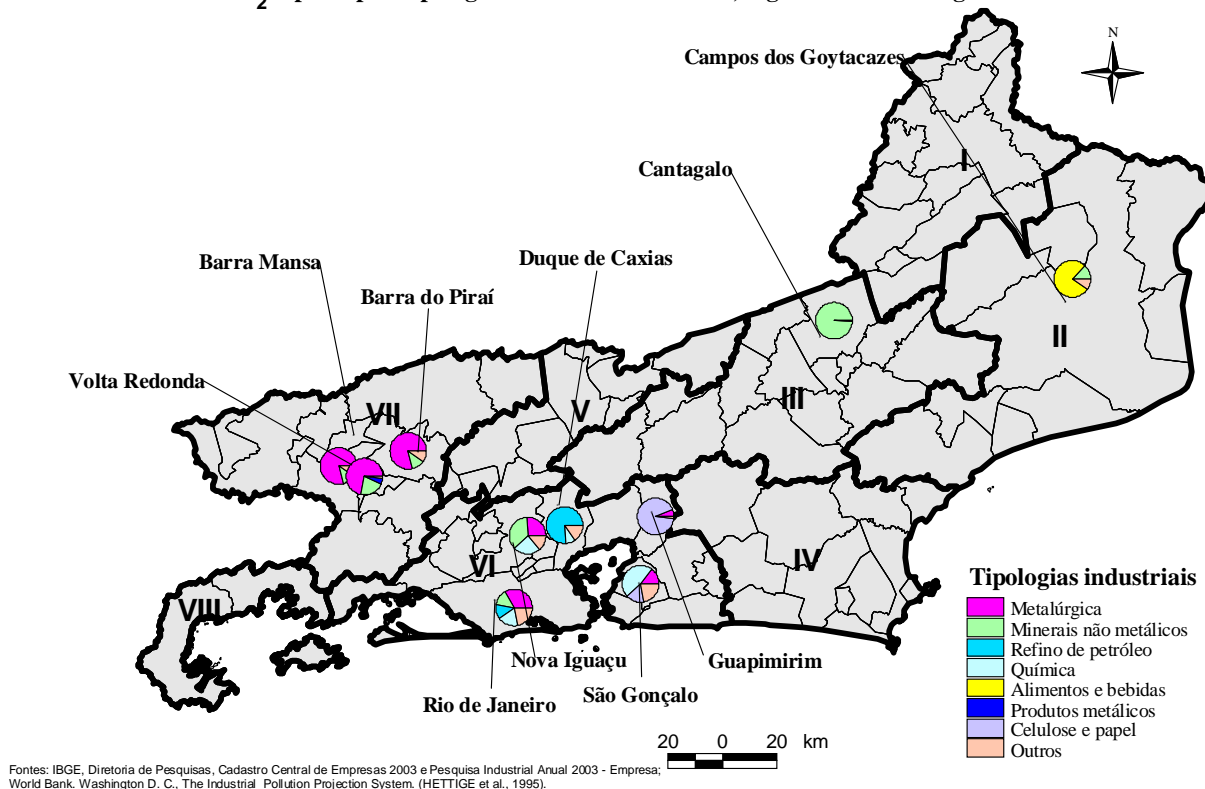 2
N
Campos dos Goytacazes
I
Cantagalo
Duque de Caxias
Barra Mansa
Barra do Piraí
II
Volta Redonda
VII
V
III
VI
IV
VIII
Nova Iguaçu
Guapimirim
São Gonçalo
Rio de Janeiro
Tipologias industriais
Metalúrgica
Minerais não metálicos
Refino de petróleo
Química
Alimentos e bebidas
Produtos metálicos
Celulose e papel
Outros
20 0 20 km
Fontes: IBGE, Diretoria de Pesquisas, Cadastro Central de Empresas 2003 e Pesquisa Industrial Anual 2003 - Empresa;
World Bank. Washington D. C., The Industrial Pollution Projection System. (HETTIGE et al., 1995).